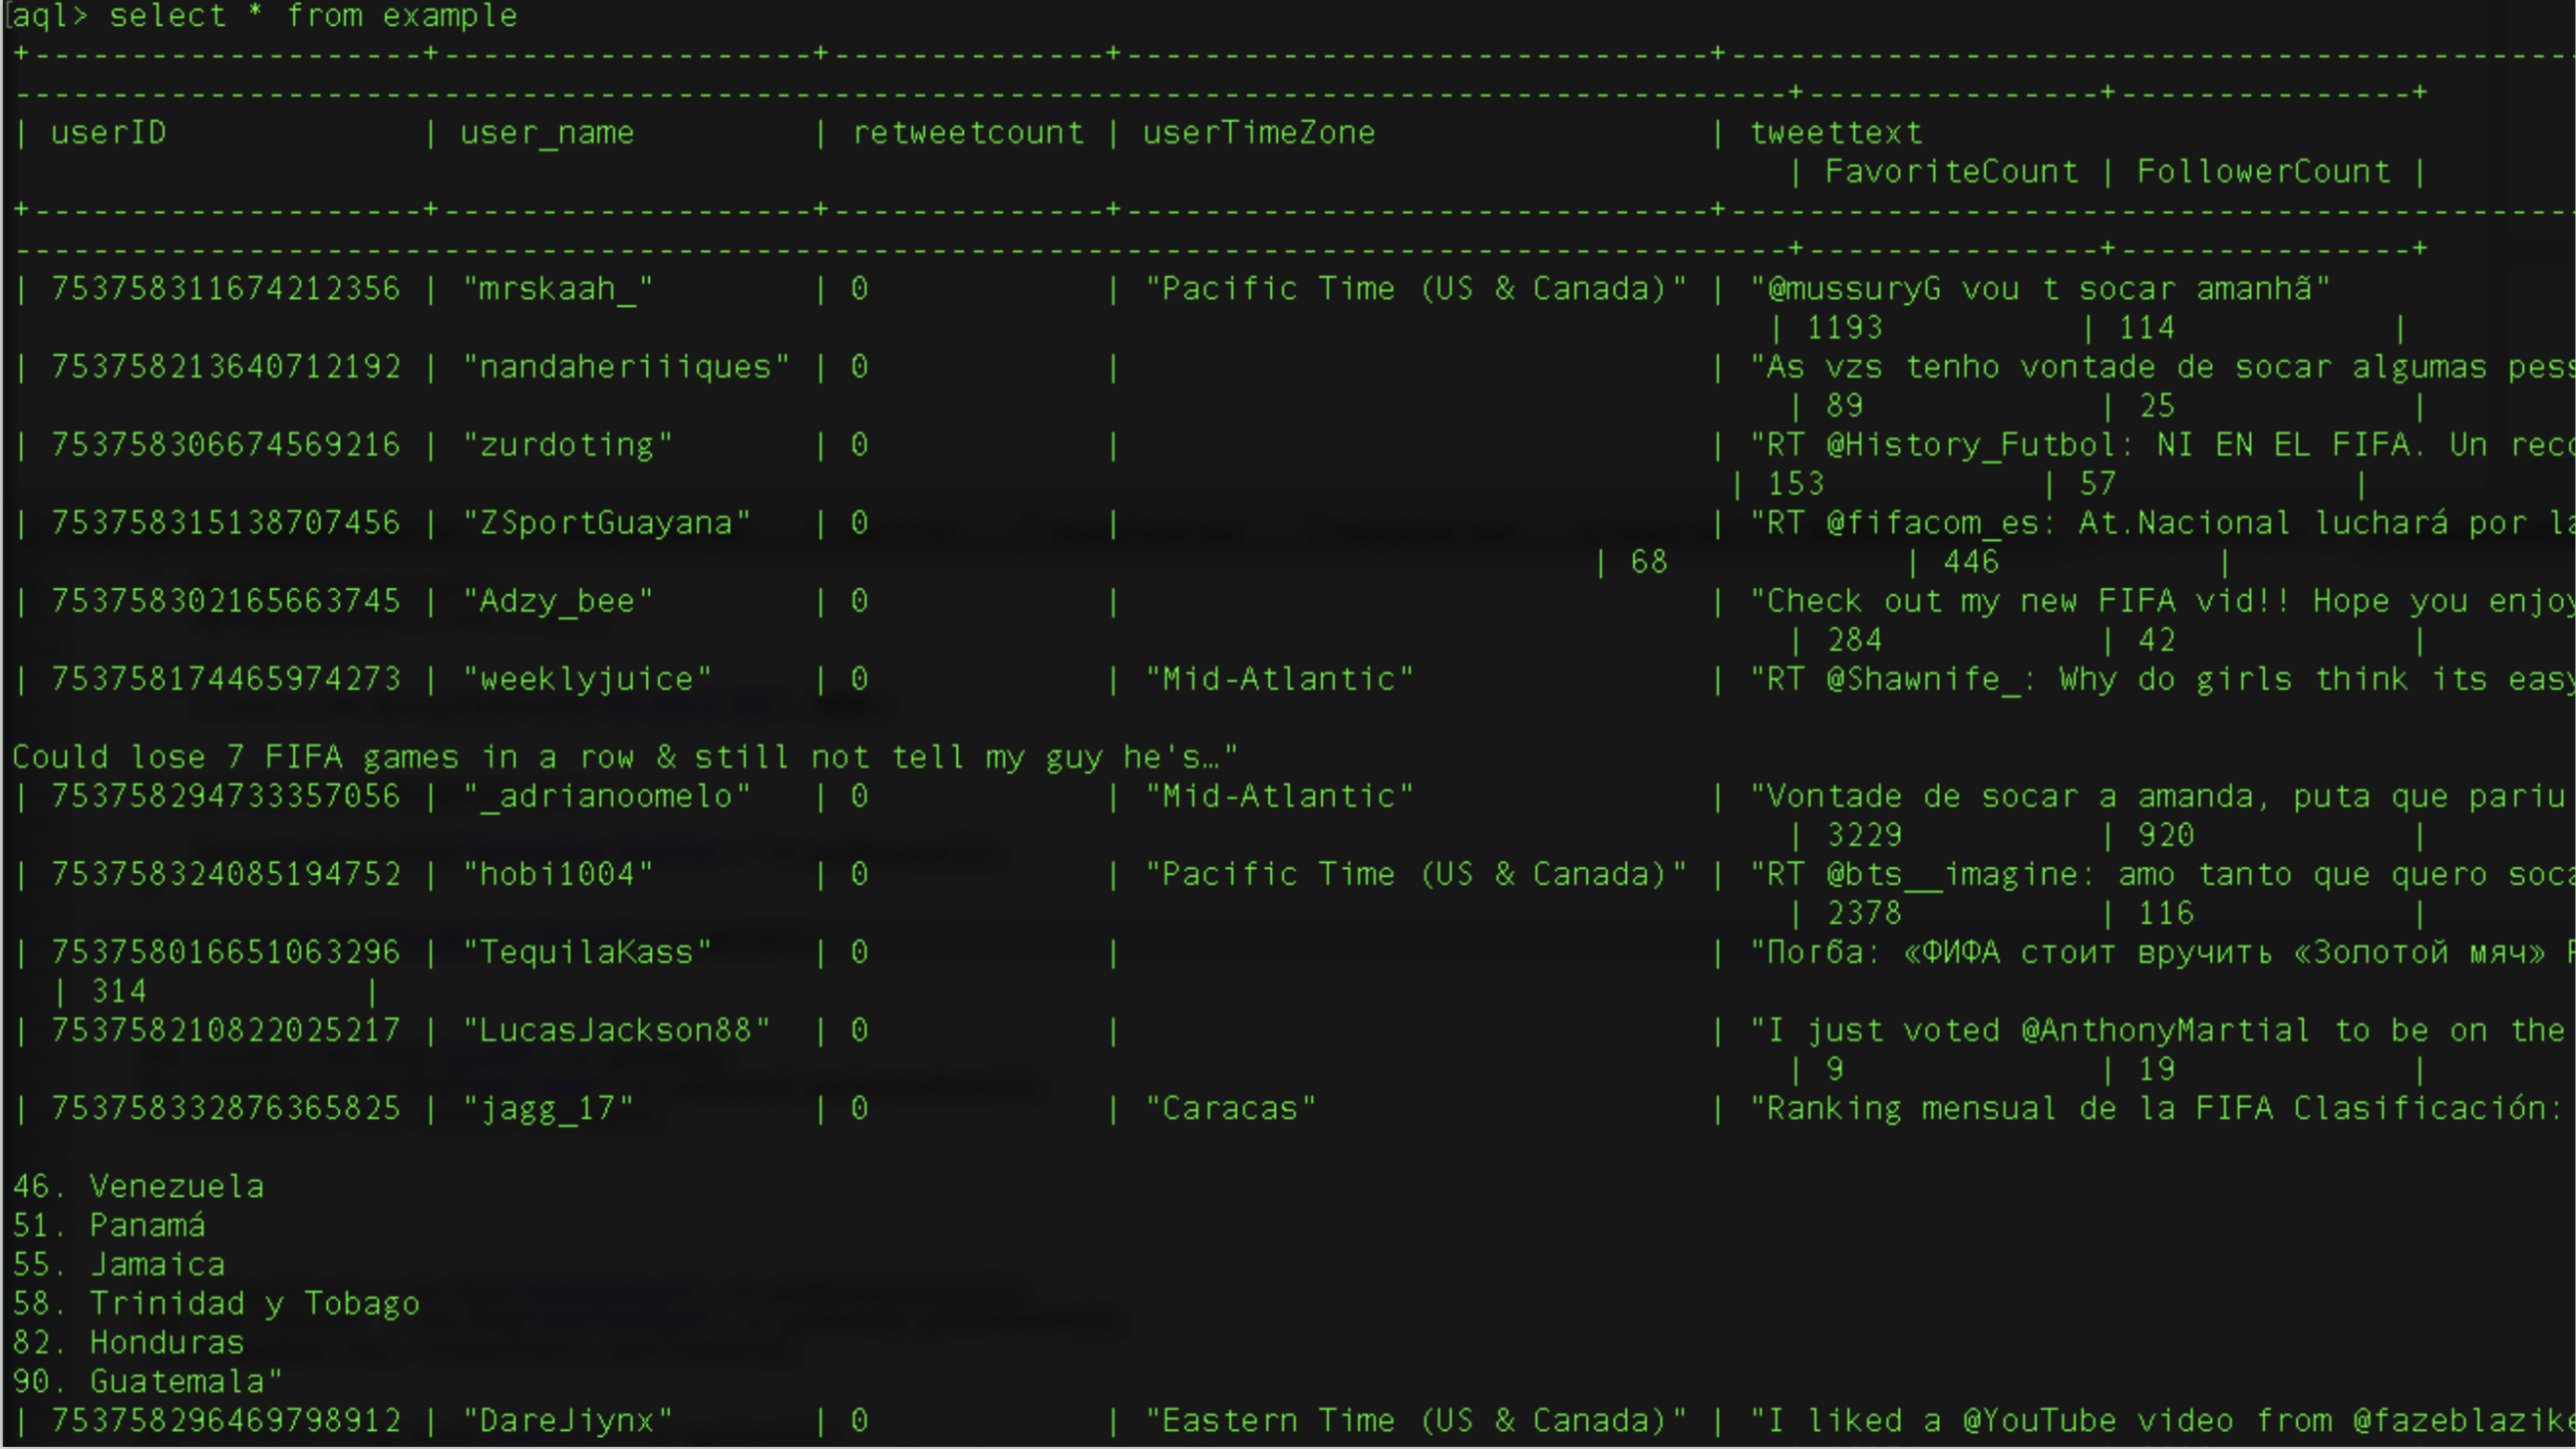 [aql> select * from example
+--------------------+-------------------+--------------+------------------------------+--------------------------------------------
-------------------------------------------------------------------------------------------+---------------+---------------+
| userID | user_name | retweetcount | userTimeZone | tweettext
| FavoriteCount | FollowerCount |
+--------------------+-------------------+--------------+------------------------------+--------------------------------------------
-------------------------------------------------------------------------------------------+---------------+---------------+
| 753758311674212356 | "mrskaah_" | 0 | "Pacific Time (US & Canada)" | "@mussuryG vou t socar amanhã"
| 1193 | 114 |
| 753758213640712192 | "nandaheriiiques" | 0 | | "As vzs tenho vontade de socar algumas pess
| 89 | 25 |
| 753758306674569216 | "zurdoting" | 0 | | "RT @History_Futbol: NI EN EL FIFA. Un reco
| 153 | 57 |
| 753758315138707456 | "ZSportGuayana" | 0 | | "RT @fifacom_es: At.Nacional luchará por la
| 68 | 446 |
| 753758302165663745 | "Adzy_bee" | 0 | | "Check out my new FIFA vid!! Hope you enjoy
| 284 | 42 |
| 753758174465974273 | "weeklyjuice" | 0 | "Mid-Atlantic" | "RT @Shawnife_: Why do girls think its easy
Could lose 7 FIFA games in a row & still not tell my guy he's…"
| 753758294733357056 | "_adrianoomelo" | 0 | "Mid-Atlantic" | "Vontade de socar a amanda, puta que pariu
| 3229 | 920 |
| 753758324085194752 | "hobi1004" | 0 | "Pacific Time (US & Canada)" | "RT @bts__imagine: amo tanto que quero soca
| 2378 | 116 |
| 753758016651063296 | "TequilaKass" | 0 | | "Погба: «ФИФА стоит вручить «Золотой мяч»
| 314 |
| 753758210822025217 | "LucasJackson88" | 0 | | "I just voted @AnthonyMartial to be on the
| 9 | 19 |
| 753758332876365825 | "jagg_17" | 0 | "Caracas" | "Ranking mensual de la FIFA Clasificación:
46. Venezuela
51. Panamá
55. Jamaica
58. Trinidad y Tobago
82. Honduras
90. Guatemala"
| 753758296469798912 | "DareJiynx" | 0 | "Eastern Time (US & Canada)" | "I liked a @YouTube video from @fazeblazike